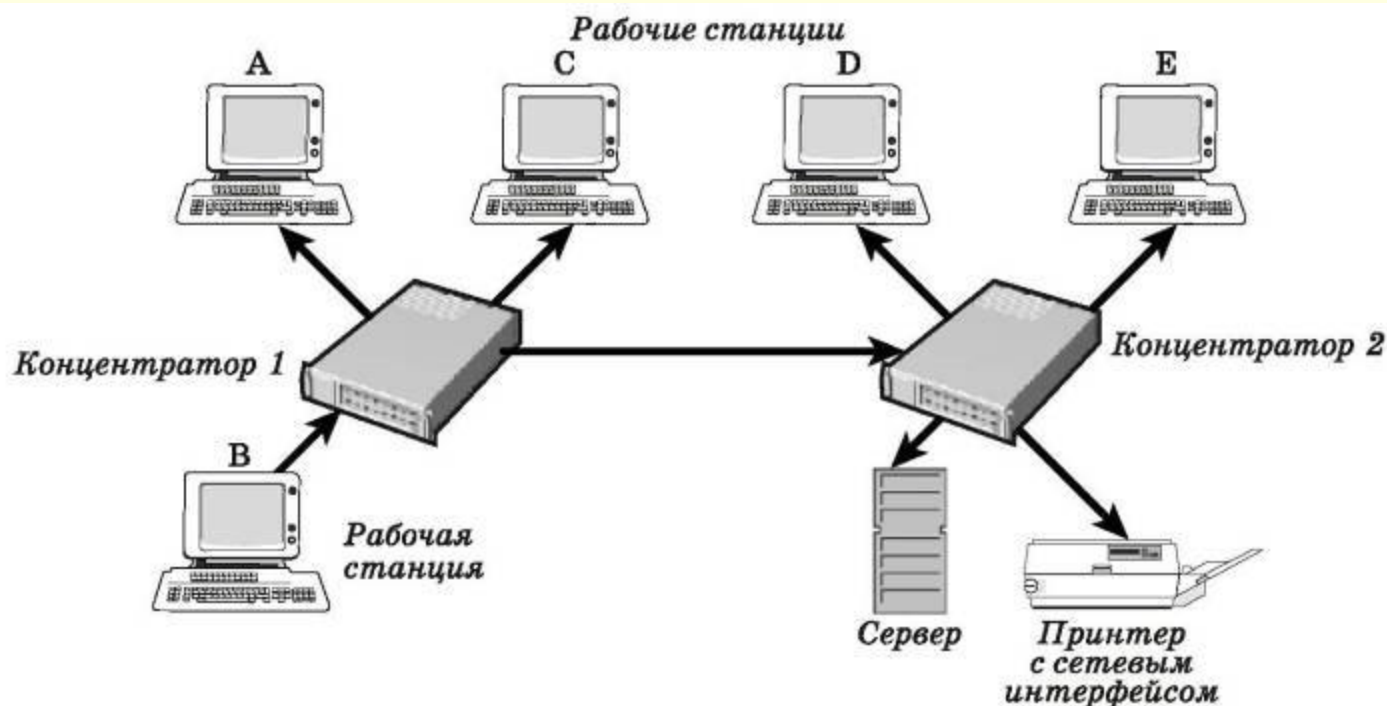 Рабочие станции
A
C
D
E
Концентратор 1
Концентратор 2
B
Рабочая
станция
Сервер
Принтер
с сетевым
интерфейсом